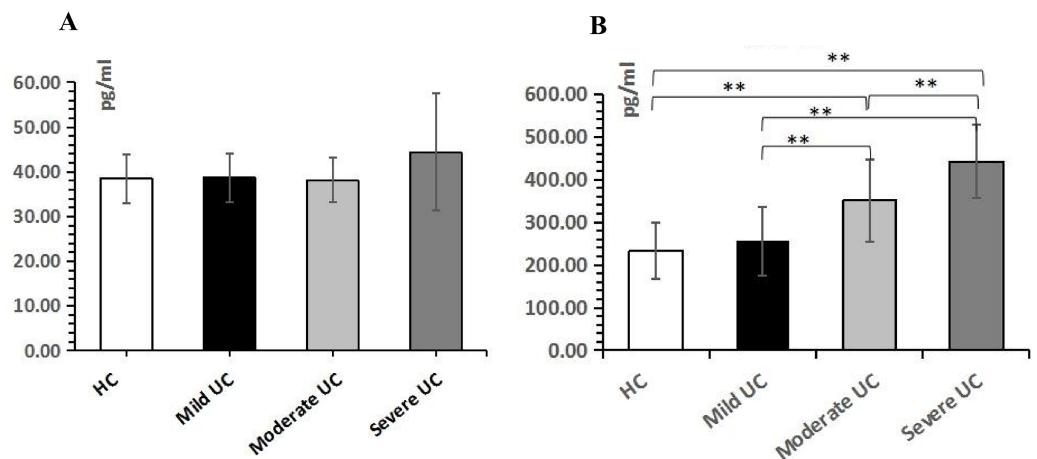 A
pg/ml
60.00
50.00
40.00
30.00
20.00
10.00
0.00
HC
Mild UC
Moderate UC
Severe UC
B
pg/ml
**
**
**
**
**
600.00
500.00
400.00
300.00
200.00
100.00
0.00
HC
Mild UC
Moderate UC
Severe UC